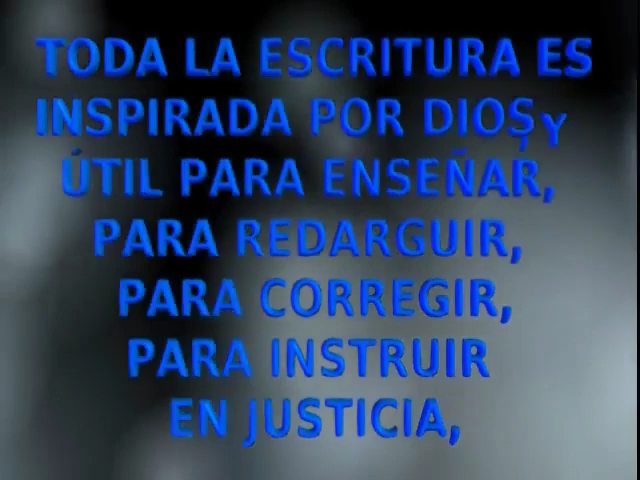 TODA LA ESCRITURA ES
INSPIRADA POR DIOS, Y
ÚTIL PARA ENSEÑAR,
PARA REDARGUIR,
PARA CORREGIR,
PARA INSTRUIR
EN JUSTICIA,